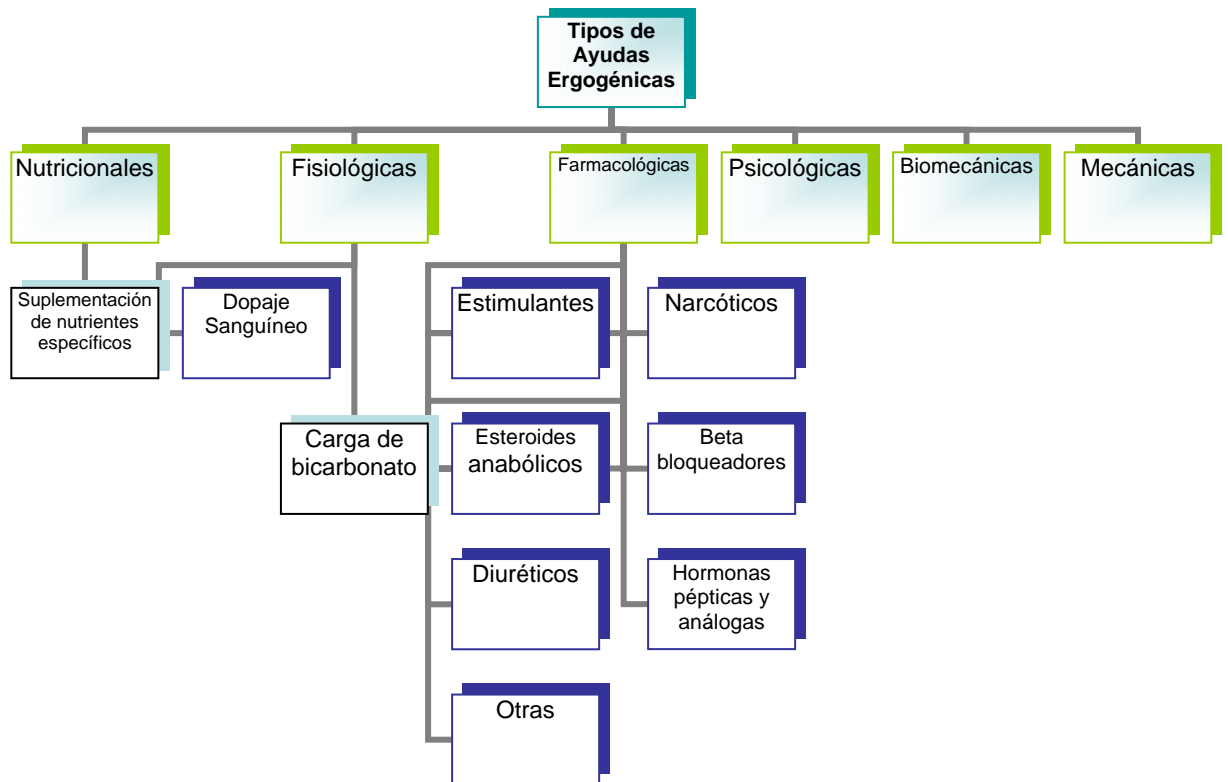 Tipos de
Ayudas
Ergogénicas
Nutricionales
Fisiológicas
Farmacológicas
Psicológicas
Biomecánicas
Mecánicas
Suplementación
de nutrientes
específicos
Dopaje
Sanguíneo
Estimulantes
Narcóticos
Carga de
bicarbonato
Esteroides
anabólicos
Beta
bloqueadores
Diuréticos
Hormonas
pépticas y
análogas
Otras